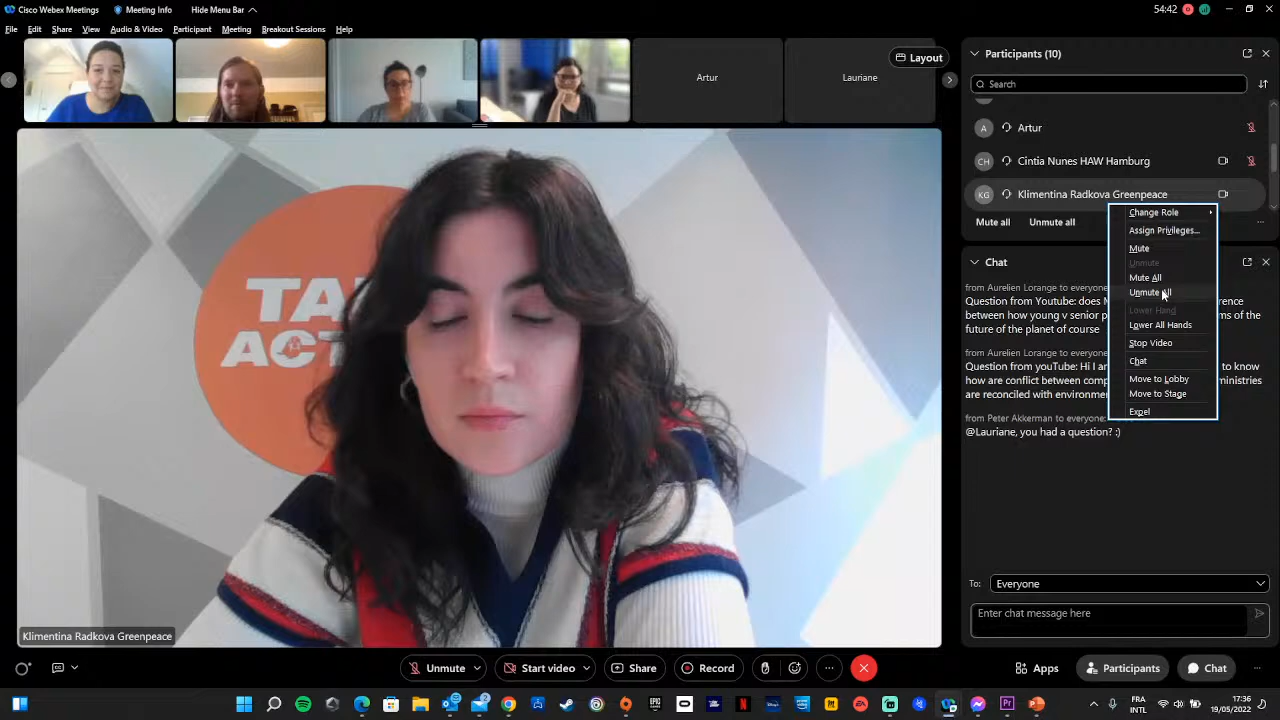 Cisco Webex Meetings
Meeting Info
Hide Menu Bar
54:42
File Edit Share View Audio & Video Participant Meeting Breakout Sessions Help
Layout
Artur
Lauriane
TA
ACT
Klimentina Radkova Greenpeace
Participants (10)
Search
A Artur
CH Cintia Nunes HAW Hamburg
KG Klimentina Radkova Greenpeace
Mute all Unmute all
Change Role
Assign Privileges...
Mute
Unmute
Mute All
Unmute All
Lower Hand
Lower All Hands
Stop Video
Chat
Move to Lobby
Move to Stage
Expel
Chat
from Aurelien Lorange to everyone
Question from Youtube: does M rence
between how young v senior p ms of the
future of the planet of course
from Aurelien Lorange to everyone
Question from youTube: Hi I a to know
how are conflict between comp ministries
are reconciled with environme
from Peter Akkerman to everyone:
@Lauriane, you had a question? :)
To: Everyone
Enter chat message here
Unmute
Start video
Share
Record
Apps
Participants
Chat
FRA
INTL
17:36
19/05/2022